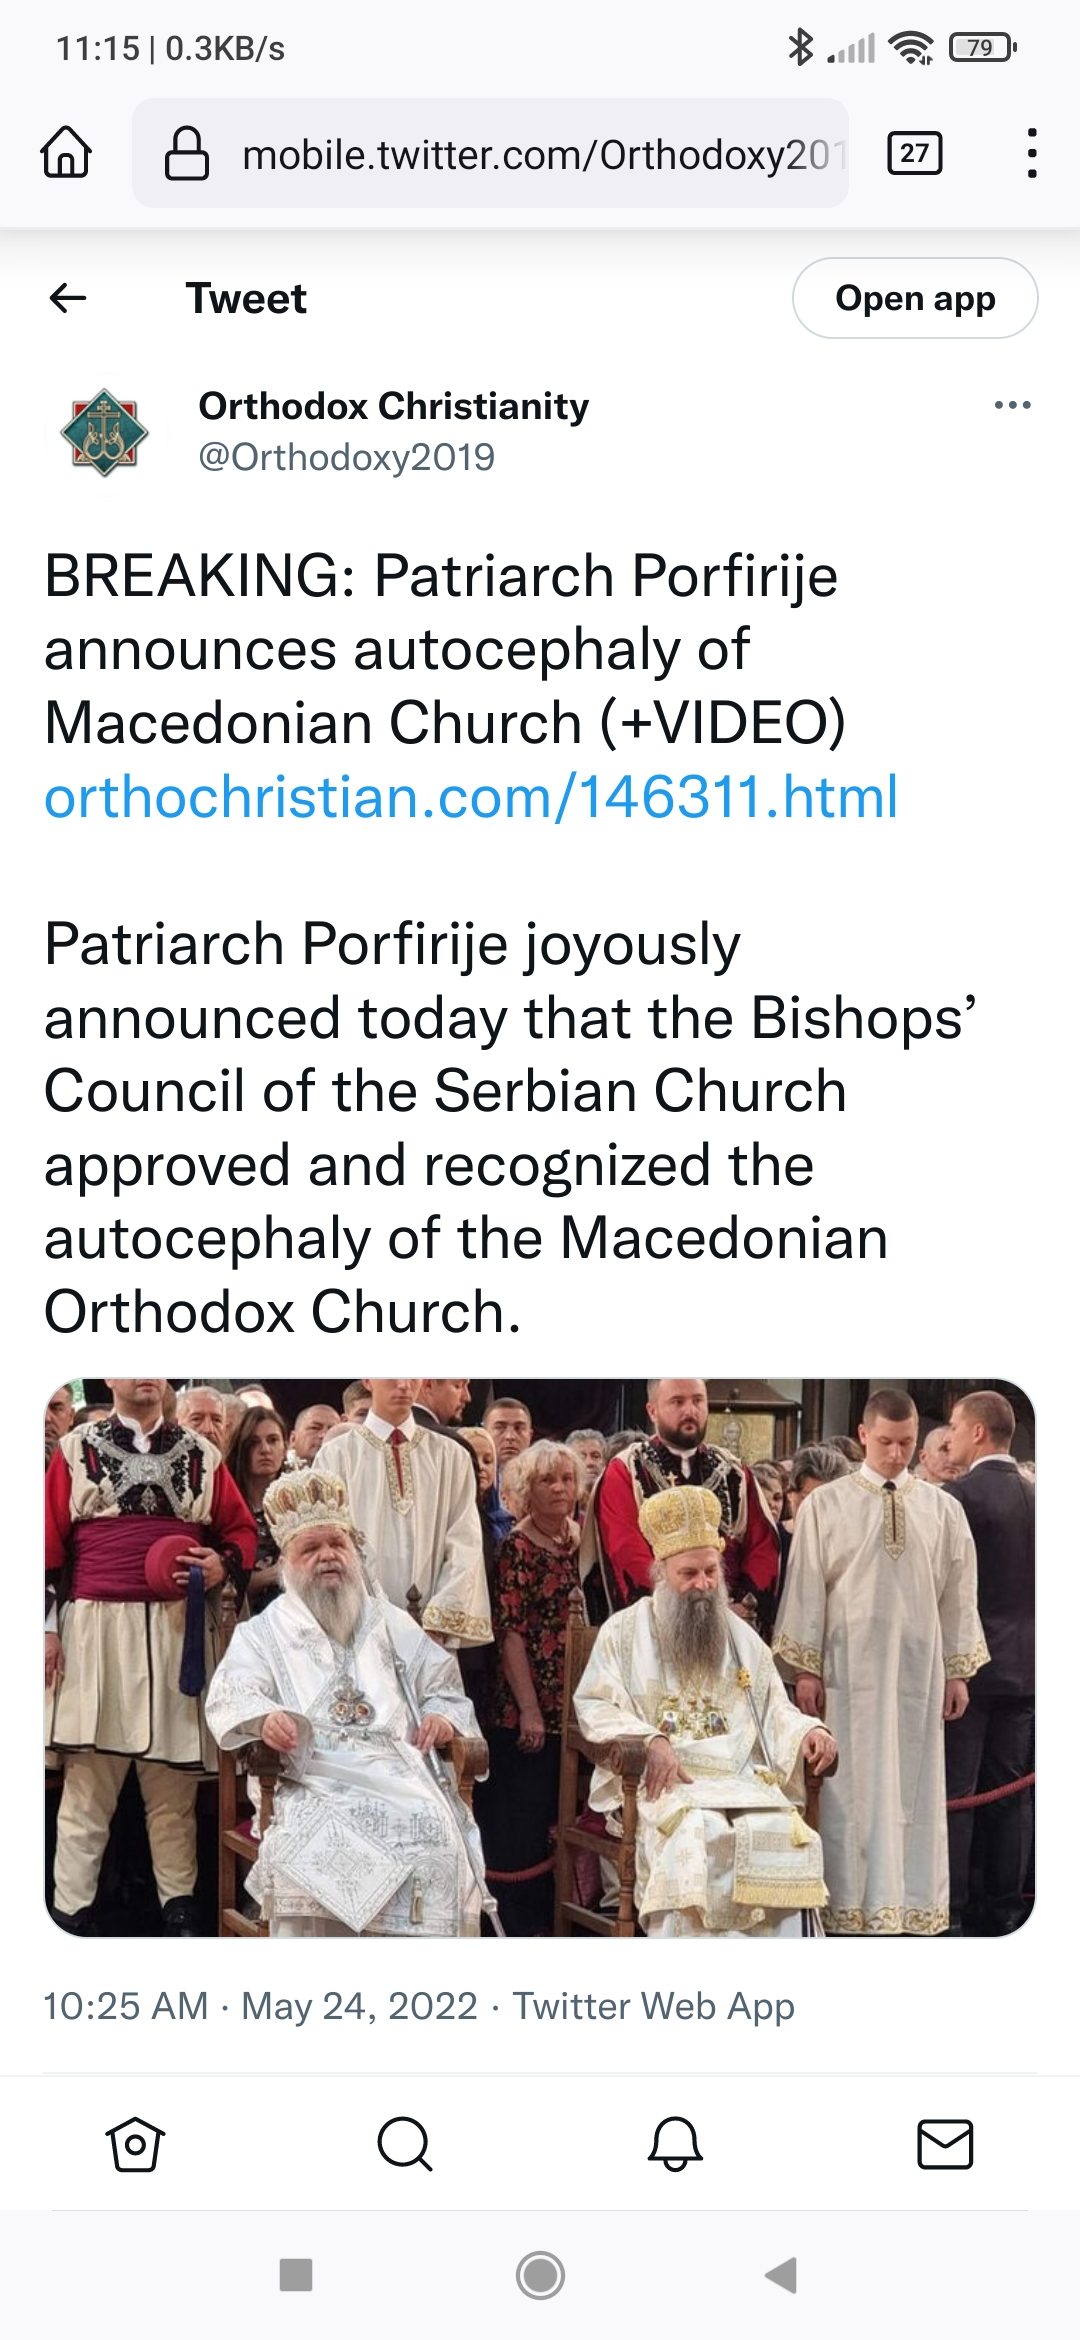 11:15 | 0.3KB/s
79
mobile.twitter.com/Orthodoxy201
27
Tweet
Open app
Orthodox Christianity
@Orthodoxy2019
BREAKING: Patriarch Porfirije
announces autocephaly of
Macedonian Church (+VIDEO)
orthochristian.com/146311.html
Patriarch Porfirije joyously
announced today that the Bishops’
Council of the Serbian Church
approved and recognized the
autocephaly of the Macedonian
Orthodox Church.
10:25 AM · May 24, 2022 · Twitter Web App